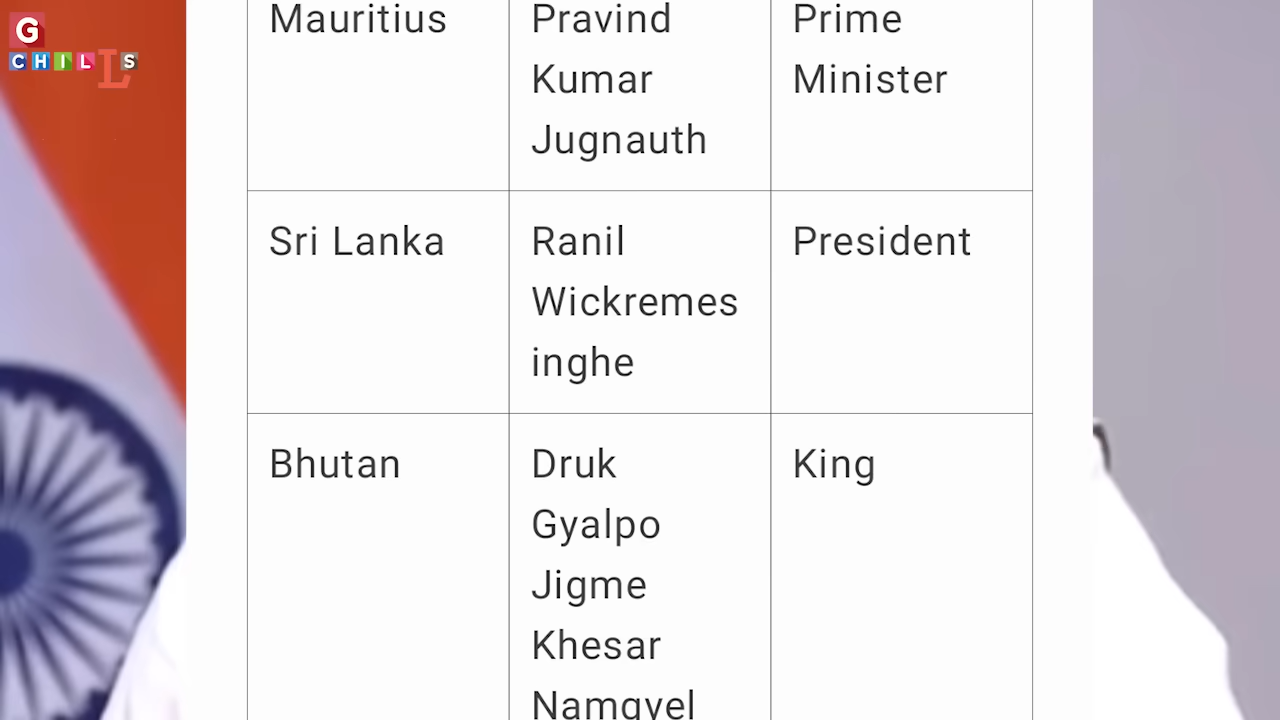 G
CHILLS
Mauritius
Pravind
Kumar
Jugnauth
Prime
Minister
Sri Lanka
Ranil
Wickremes
inghe
President
Bhutan
Druk
Gyalpo
Jigme
Khesar
Namgyel
King